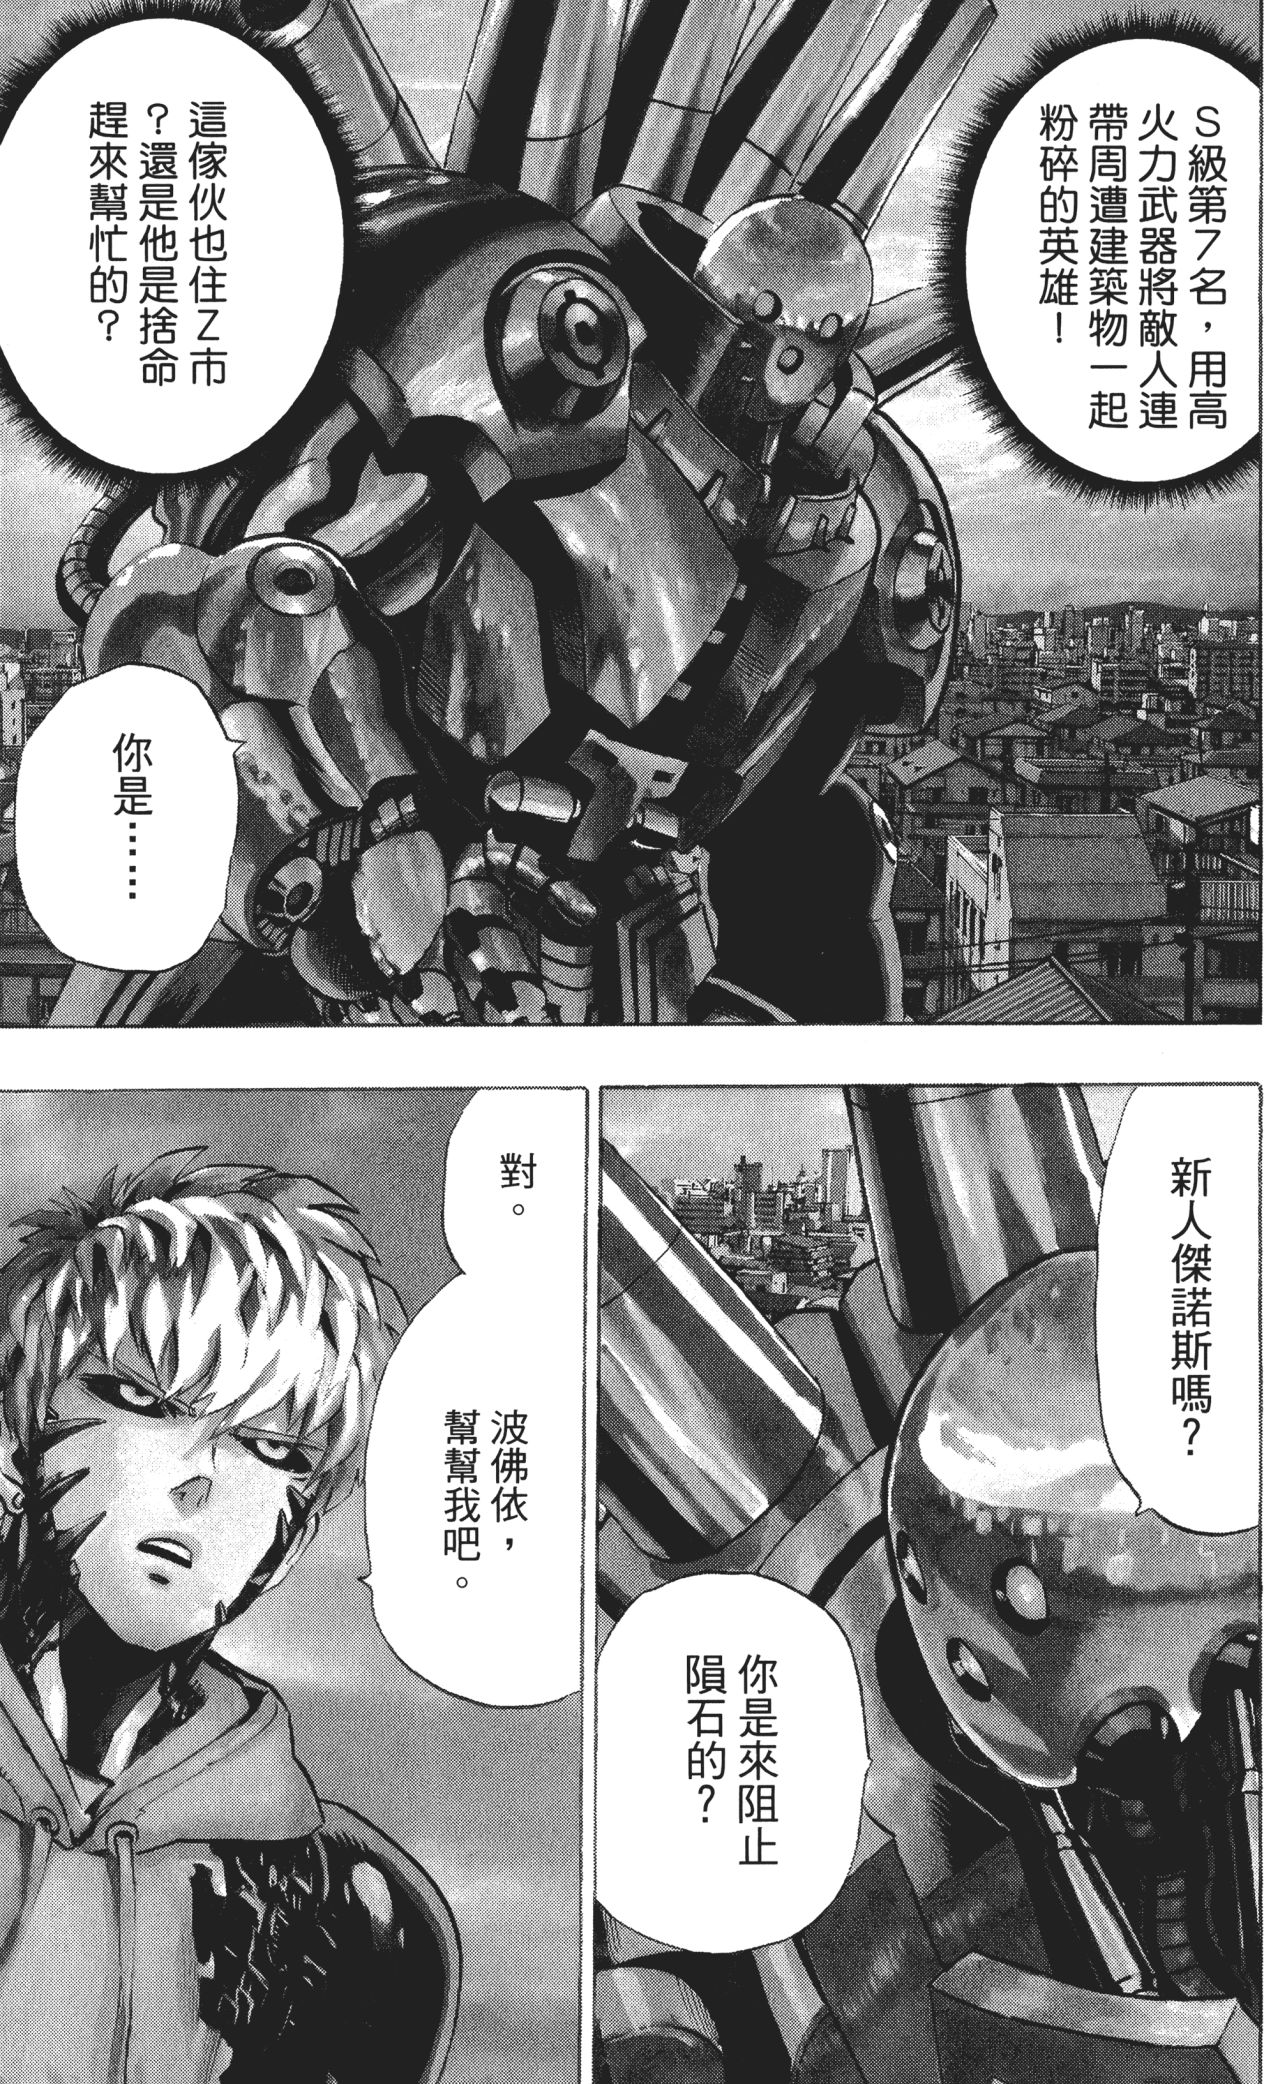 S級第7名，用高
火力武器將敵人連
帶周遭建築物一起
粉碎的英雄！
這傢伙也住Z市
？還是他是捨命
趕來幫忙的？
你是……
新人傑諾斯嗎？
你是來阻止
隕石的？
對。
波佛依，
幫幫我吧。